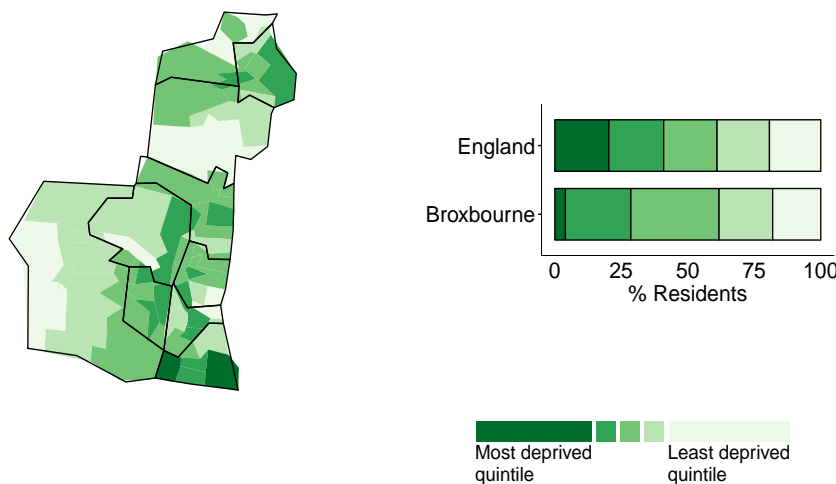 England
Broxbourne
0 25 50 75 100
% Residents
Most deprived quintile
Least deprived quintile